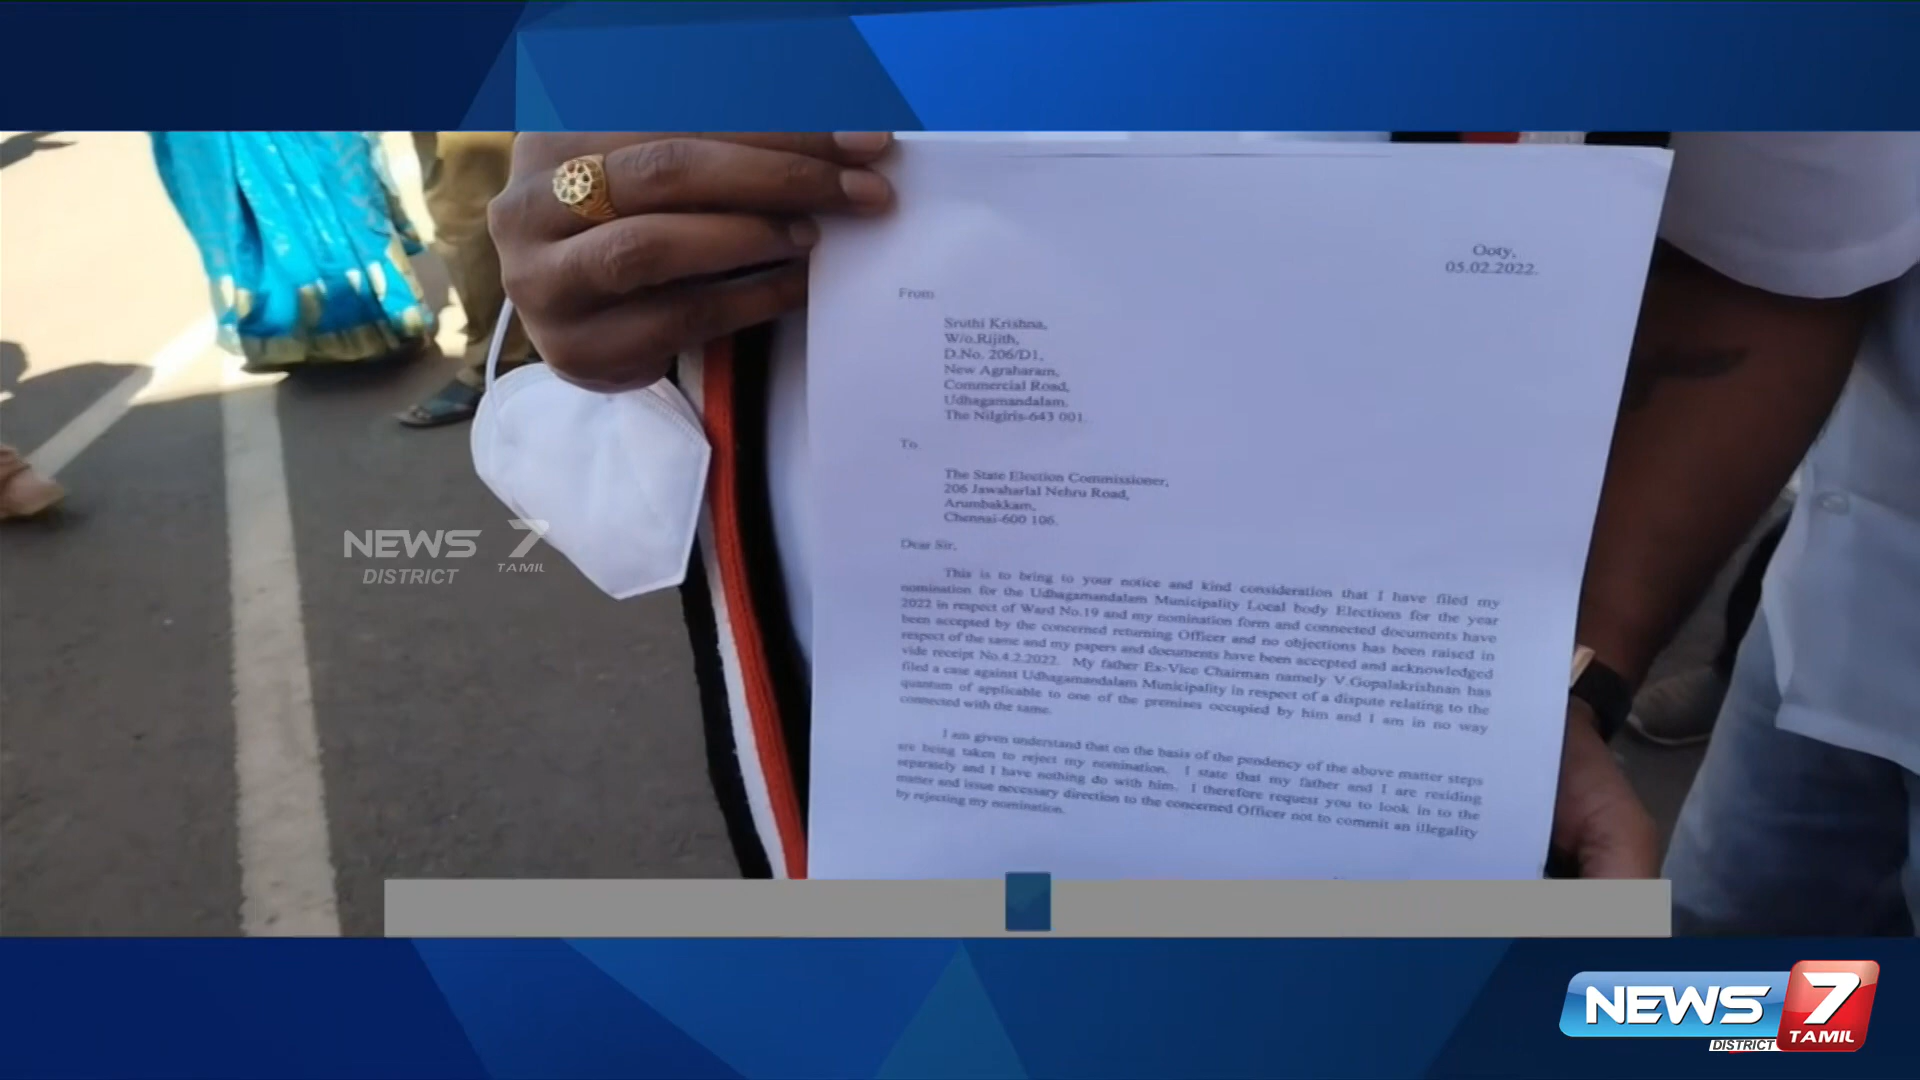 Ooty,
05.02.2022.
From
Sruthi Krishna,
W/o.Rijith,
D.No. 206/D1,
New Agraharam,
Commercial Road,
Udhagamandalam,
The Nilgiris-643 001.
To
The State Election Commissioner,
206 Jawaharlal Nehru Road,
Arumbakkam,
Chennai-600 106.
Dear Sir,
This is to bring to your notice and kind consideration that I have filed my
nomination for the Udhagamandalam Municipality Local body Elections for the year
2022 in respect of Ward No.19 and my nomination form and connected documents have
been accepted by the concerned returning Officer and no objections has been raised in
respect of the same and my papers and documents have been accepted and acknowledged
vide receipt No.4.2.2022. My father Ex-Vice Chairman namely V.Gopalakrishnan has
filed a case against Udhagamandalam Municipality in respect of a dispute relating to the
quantum of applicable to one of the premises occupied by him and I am in no way
connected with the same.
I am given understand that on the basis of the pendency of the above matter steps
are being taken to reject my nomination. I state that my father and I are residing
separately and I have nothing do with him. I therefore request you to look in to the
matter and issue necessary direction to the concerned Officer not to commit an illegality
by rejecting my nomination.
NEWS 7
DISTRICT TAMIL
NEWS 7
DISTRICT TAMIL